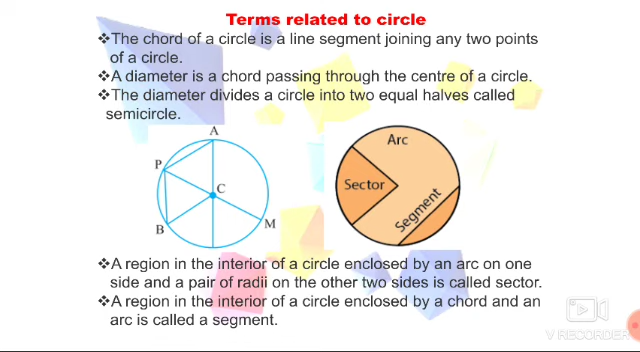 Terms related to circle
❖The chord of a circle is a line segment joining any two points
of a circle.
❖A diameter is a chord passing through the centre of a circle.
❖The diameter divides a circle into two equal halves called
semicircle.
A
P
C
B
M
Arc
Sector
Segment
❖A region in the interior of a circle enclosed by an arc on one
side and a pair of radii on the other two sides is called sector.
❖A region in the interior of a circle enclosed by a chord and an
arc is called a segment.
V RECORDER